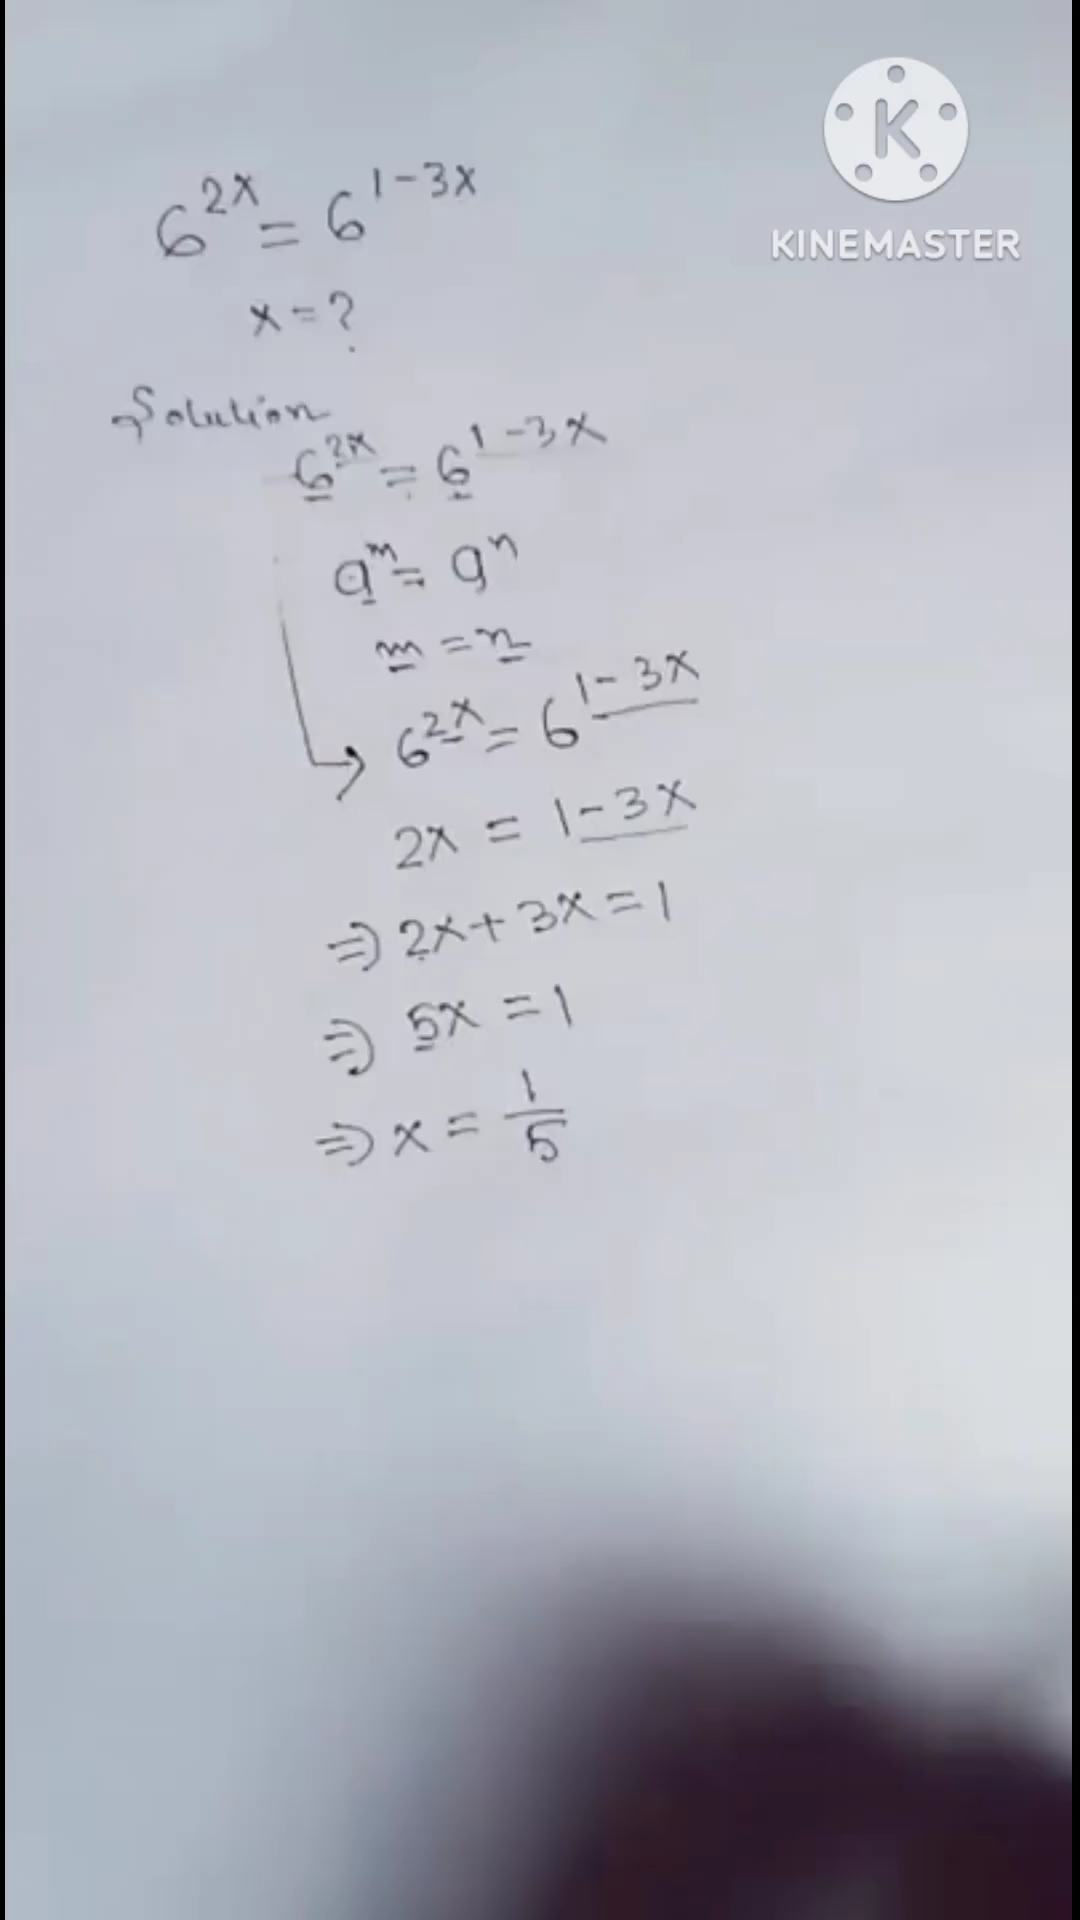 6^2x = 6^1-3x
x = ?
Solution
6^2x = 6^1-3x
a^m = a^n
m = n
6^2x = 6^1-3x
2x = 1-3x
⇒ 2x+3x=1
⇒ 5x = 1
⇒ x = 1/5
K
KINEMASTER